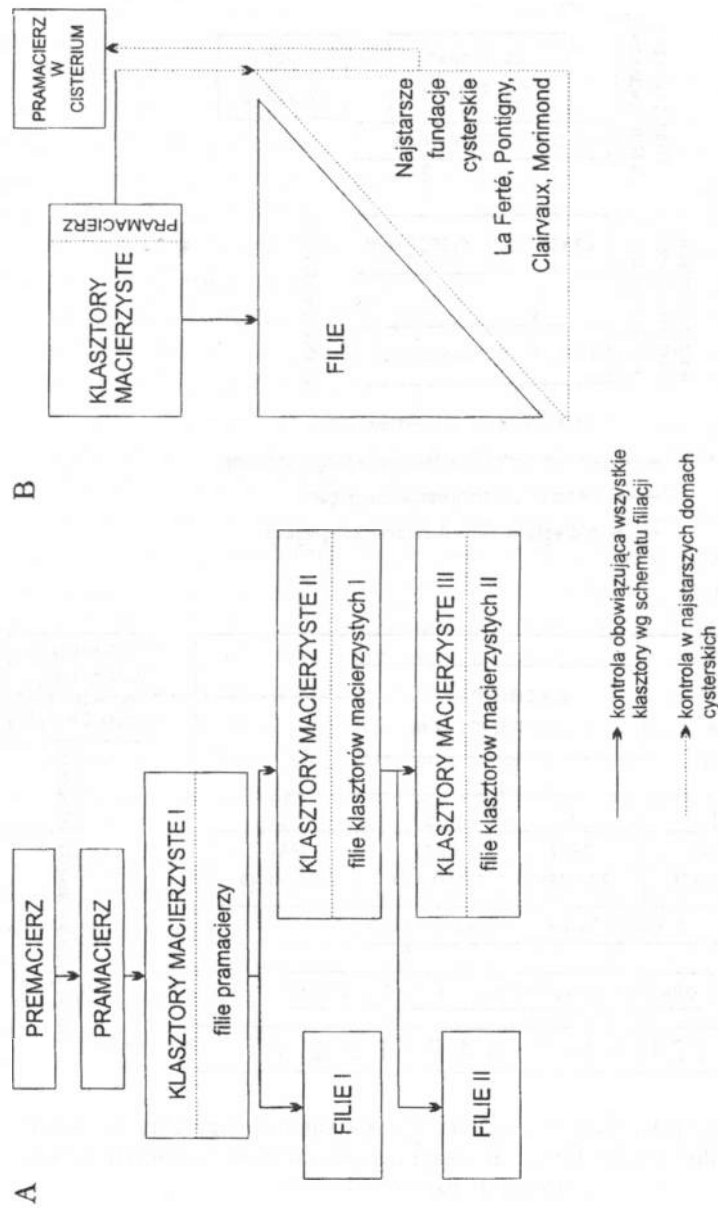 A
PREMACIERZ
PRAMACIERZ
KLASZTORY MACIERZYSTE I
filie pramacierzy
FILIE I
KLASZTORY MACIERZYSTE II
filie klasztorów macierzystych I
FILIE II
KLASZTORY MACIERZYSTE III
filie klasztorów macierzystych II
B
KLASZTORY
MACIERZYSTE
PRAMACIERZ
PRAMACIERZ
W
CISTERIUM
FILIE
Najstarsze
fundacje
cysterskie
La Ferté, Pontigny,
Clairvaux, Morimond
kontrola obowiązująca wszystkie
klasztory wg schematu filiacji
kontrola w najstarszych domach
cysterskich